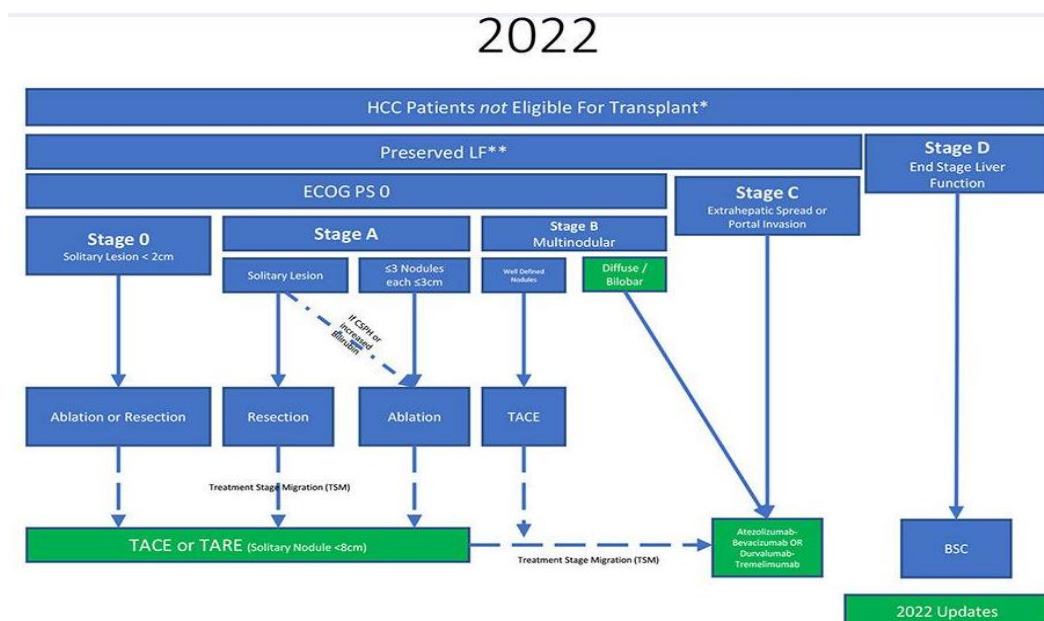 2022
HCC Patients not Eligible For Transplant*
Preserved LF**
Stage D
End Stage Liver
Function
ECOG PS 0
Stage C
Extrahepatic Spread or
Portal Invasion
Stage 0
Solitary Lesion < 2cm
Stage A
Stage B
Multinodular
Solitary Lesion
≤3 Nodules
each ≤3cm
Well Defined
Nodules
Diffuse /
Bilobar
If CSPH or
increased
Bilirubin
Ablation or Resection
Resection
Ablation
TACE
Treatment Stage Migration (TSM)
TACE or TARE (Solitary Nodule <8cm)
Treatment Stage Migration (TSM)
Atezolizumab-
Bevacizumab OR
Durvalumab-
Tremelimumab
BSC
2022 Updates